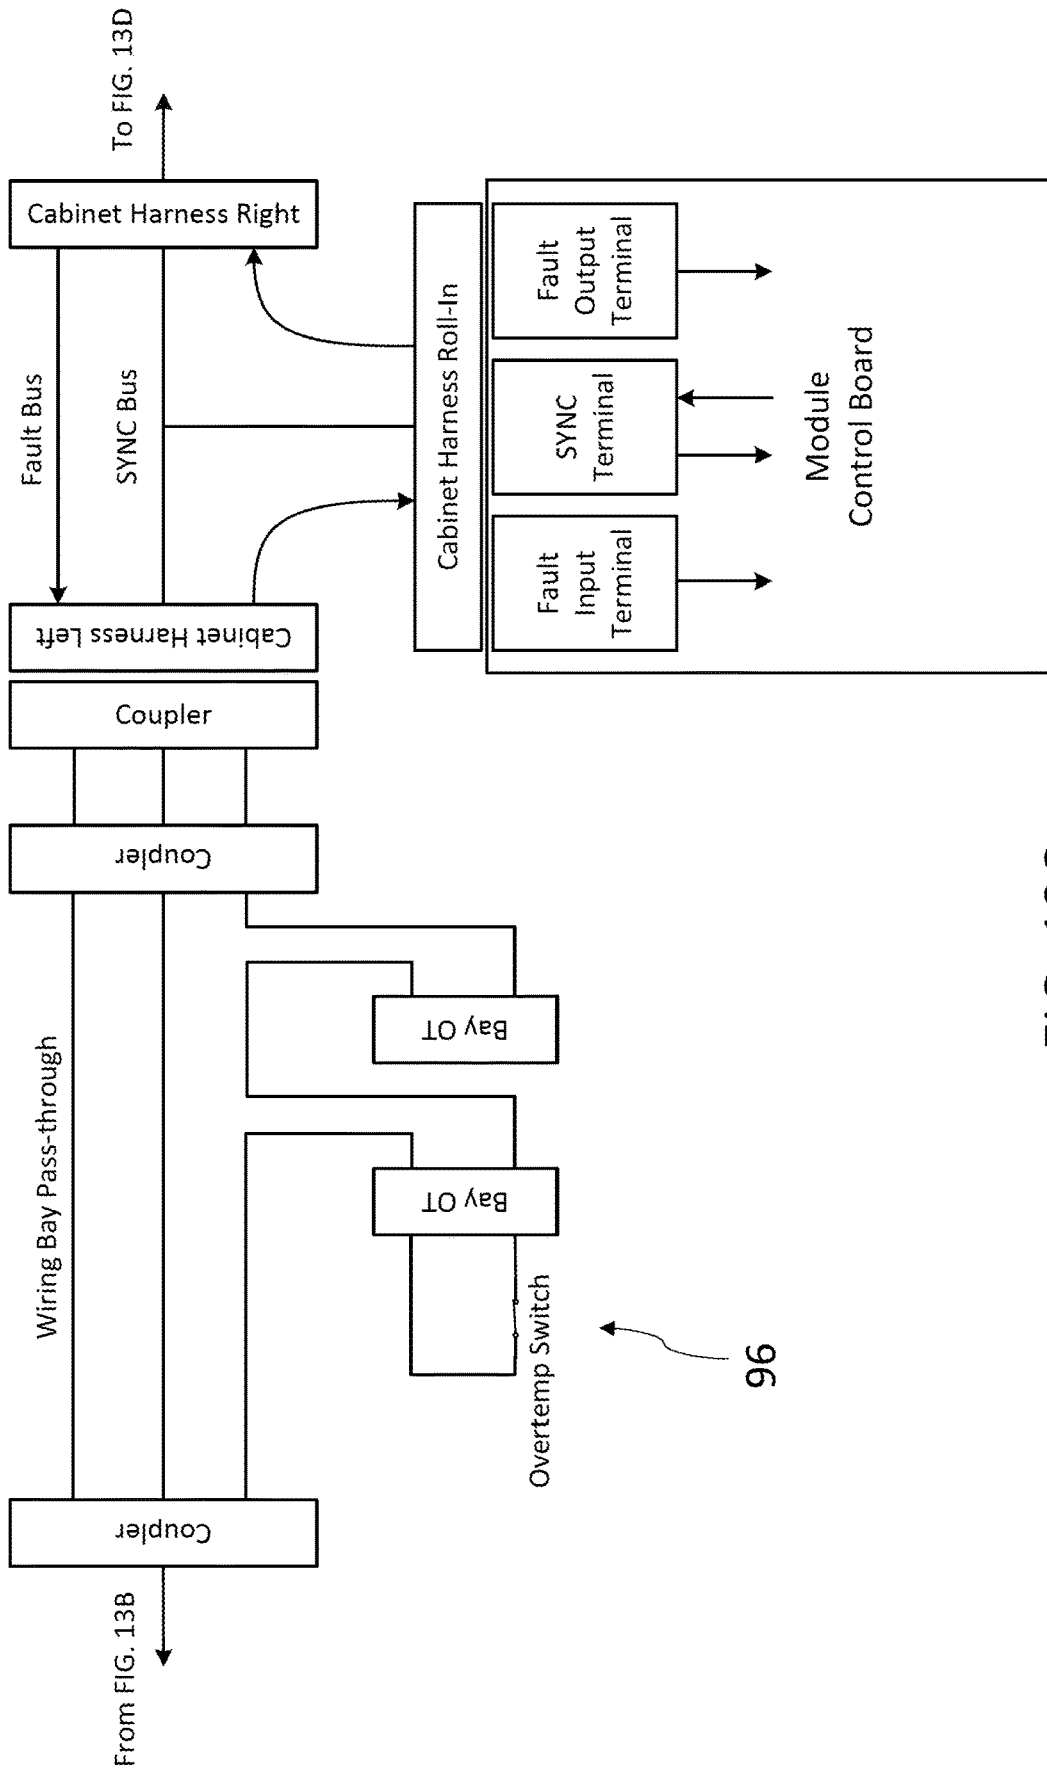 To FIG. 13D
Cabinet Harness Right
Fault Bus
SYNC Bus
Cabinet Harness Left
Coupler
Coupler
Wiring Bay Pass-through
Coupler
From FIG. 13B
Bay OT
Bay OT
Overtemp Switch
96
Cabinet Harness Roll-In
Fault
Output
Terminal
SYNC
Terminal
Fault
Input
Terminal
Module
Control Board